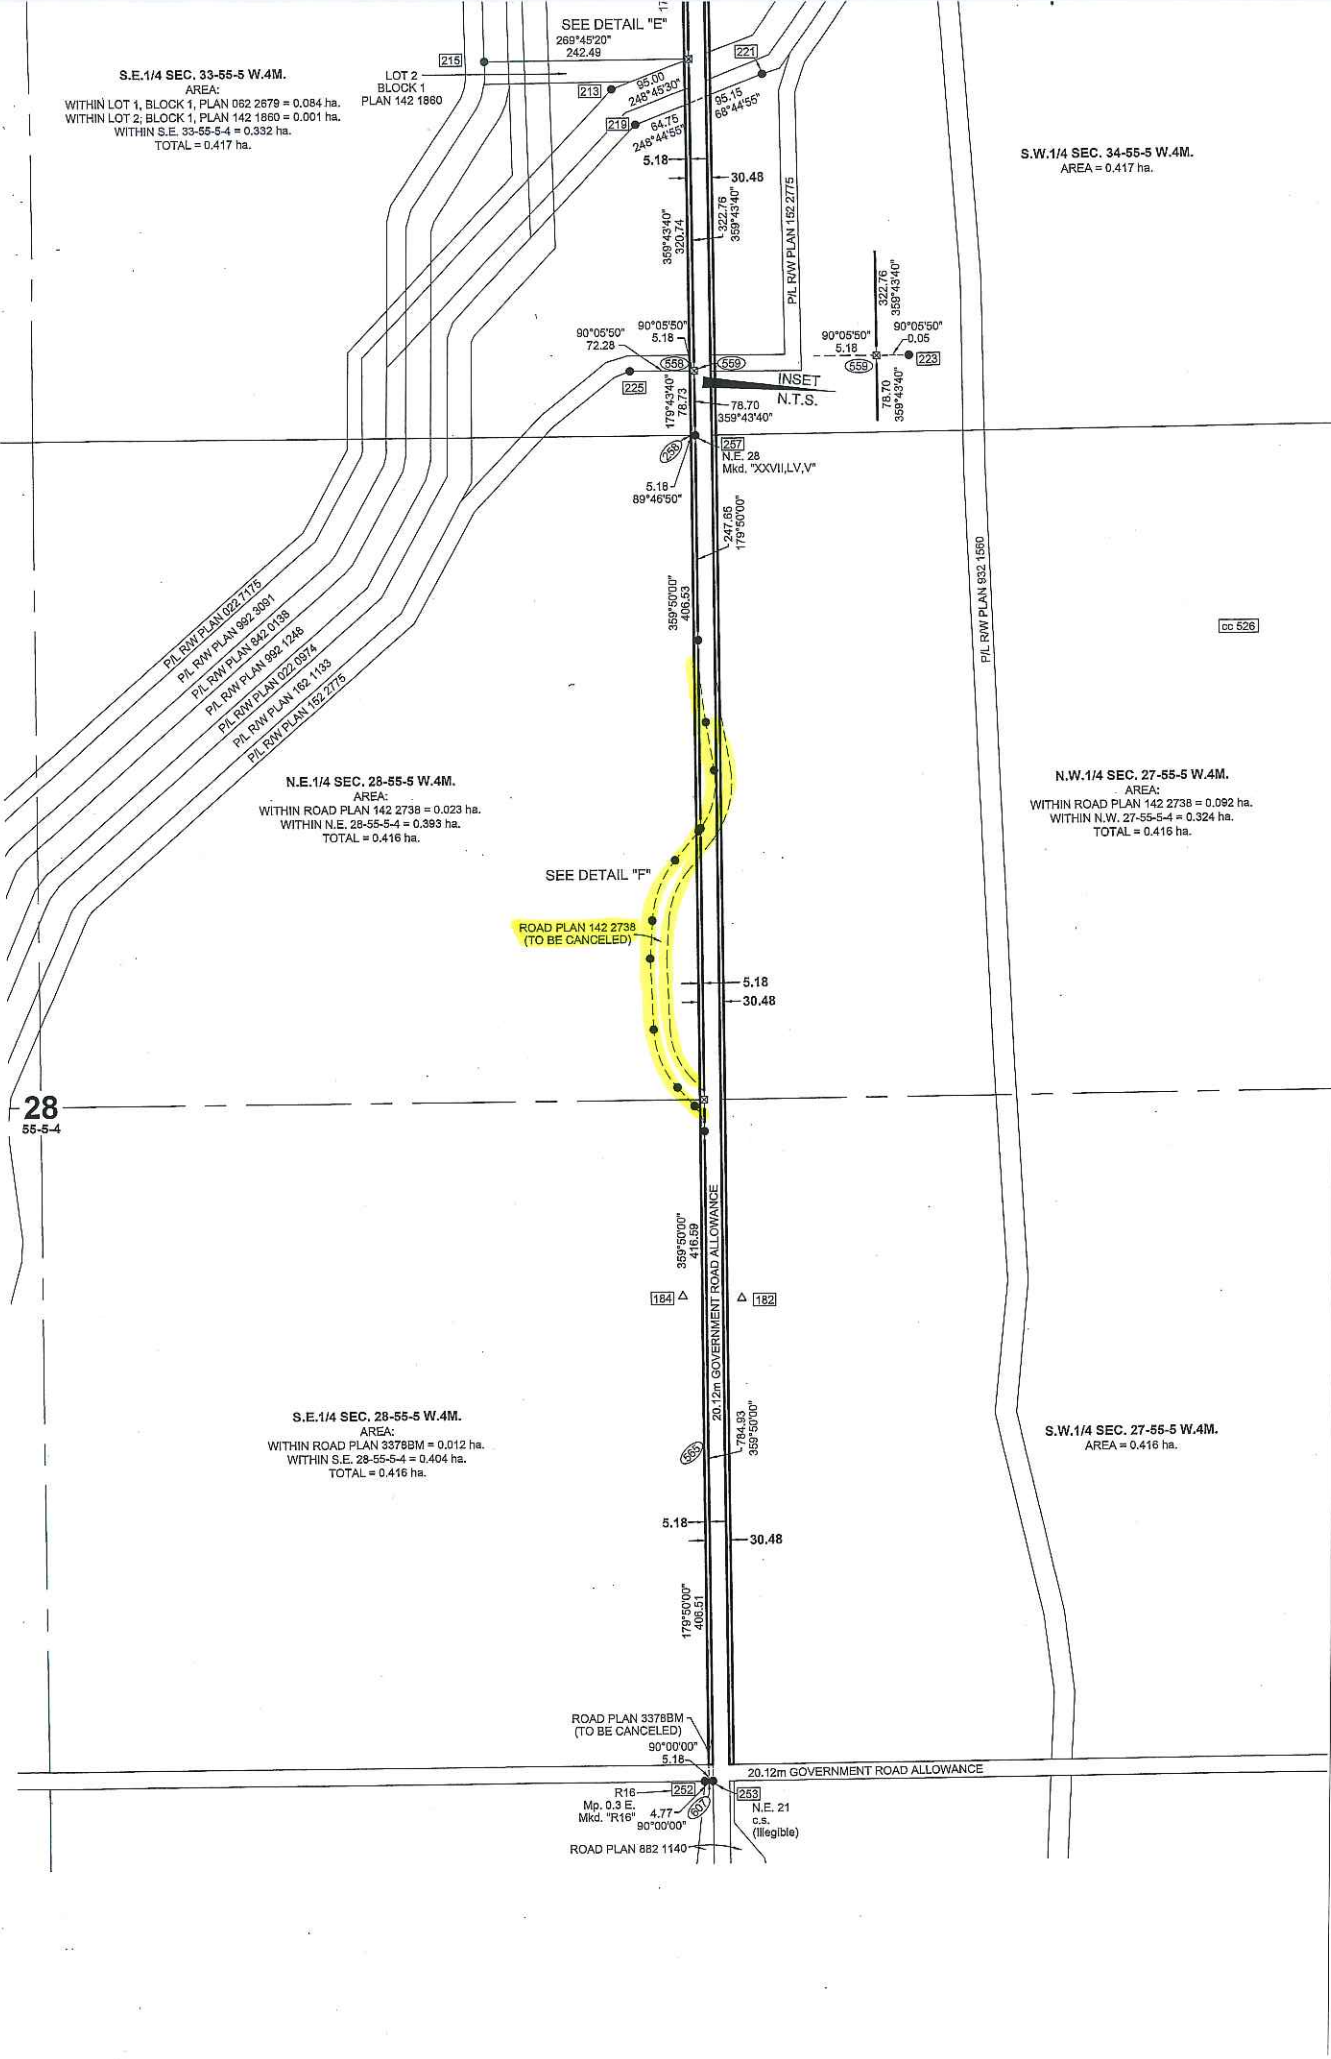 SEE DETAIL "E"
269°45'20"
242.49
215
LOT 2
BLOCK 1
PLAN 142 1860
213
95.00
248°45'30"
221
95.15
68°44'55"
219
64.75
248°44'55"
S.E.1/4 SEC. 33-55-5 W.4M.
AREA:
WITHIN LOT 1, BLOCK 1, PLAN 062 2679 = 0.084 ha.
WITHIN LOT 2, BLOCK 1, PLAN 142 1860 = 0.001 ha.
WITHIN S.E. 33-55-5-4 = 0.332 ha.
TOTAL = 0.417 ha.
S.W.1/4 SEC. 34-55-5 W.4M.
AREA = 0.417 ha.
5.18
30.48
359°43'40"
320.74
322.76
359°43'40"
P/L R/W PLAN 152 2775
90°05'50"
72.28
90°05'50"
5.18
558
559
225
179°43'40"
78.73
78.70
359°43'40"
INSET
N.T.S.
322.76
359°43'40"
90°05'50"
5.18
90°05'50"
0.05
559
223
78.70
359°43'40"
258
257
N.E. 28
Mkd. "XXVII,LV,V"
5.18
89°46'50"
247.65
179°50'00"
359°50'00"
406.53
P/L R/W PLAN 932 1560
cc 526
P/L R/W PLAN 022 7175
P/L R/W PLAN 992 3091
P/L R/W PLAN 842 0138
P/L R/W PLAN 992 1248
P/L R/W PLAN 022 0974
P/L R/W PLAN 162 1133
P/L R/W PLAN 152 2775
N.E.1/4 SEC. 28-55-5 W.4M.
AREA:
WITHIN ROAD PLAN 142 2738 = 0.023 ha.
WITHIN N.E. 28-55-5-4 = 0.393 ha.
TOTAL = 0.416 ha.
N.W.1/4 SEC. 27-55-5 W.4M.
AREA:
WITHIN ROAD PLAN 142 2738 = 0.092 ha.
WITHIN N.W. 27-55-5-4 = 0.324 ha.
TOTAL = 0.416 ha.
SEE DETAIL "F"
ROAD PLAN 142 2738
(TO BE CANCELED)
5.18
30.48
28
55-5-4
359°50'00"
416.59
20.12m GOVERNMENT ROAD ALLOWANCE
184
182
784.93
359°50'00"
565
S.E.1/4 SEC. 28-55-5 W.4M.
AREA:
WITHIN ROAD PLAN 3378BM = 0.012 ha.
WITHIN S.E. 28-55-5-4 = 0.404 ha.
TOTAL = 0.416 ha.
S.W.1/4 SEC. 27-55-5 W.4M.
AREA = 0.416 ha.
5.18
30.48
179°50'00"
406.51
ROAD PLAN 3378BM
(TO BE CANCELED)
90°00'00"
5.18
20.12m GOVERNMENT ROAD ALLOWANCE
R16
Mp. 0.3 E.
Mkd. "R16"
252
4.77
90°00'00"
607
253
N.E. 21
c.s.
(Illegible)
ROAD PLAN 882 1140